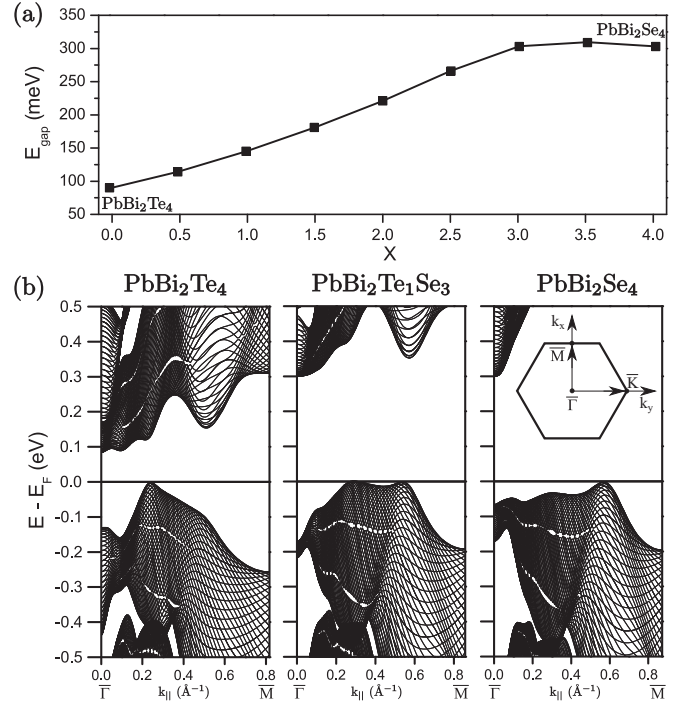 (a)
350
300
250
200
150
100
50
E_gap (meV)
PbBi₂Se₄
PbBi₂Te₄
0.0 0.5 1.0 1.5 2.0 2.5 3.0 3.5 4.0
X
(b) PbBi₂Te₄ PbBi₂Te₁Se₃ PbBi₂Se₄
0.5
0.4
0.3
0.2
0.1
0.0
-0.1
-0.2
-0.3
-0.4
-0.5
E - E_F (eV)
kₓ
M̅
K̅
Γ̅
k_y
0.0 0.2 0.4 0.6 0.8 0.0 0.2 0.4 0.6 0.8 0.0 0.2 0.4 0.6 0.8
Γ̅ k_|| (Å⁻¹) M̅ Γ̅ k_|| (Å⁻¹) M̅ Γ̅ k_|| (Å⁻¹) M̅